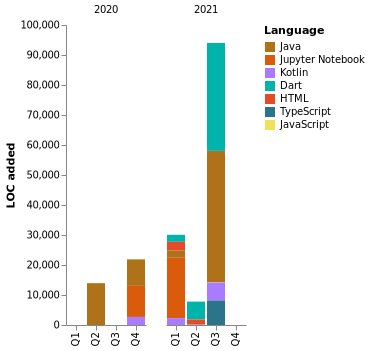 2020 2021
Language
Java
Jupyter Notebook
Kotlin
Dart
HTML
TypeScript
JavaScript
LOC added
100,000
90,000
80,000
70,000
60,000
50,000
40,000
30,000
20,000
10,000
0
Q1 Q2 Q3 Q4 Q1 Q2 Q3 Q4